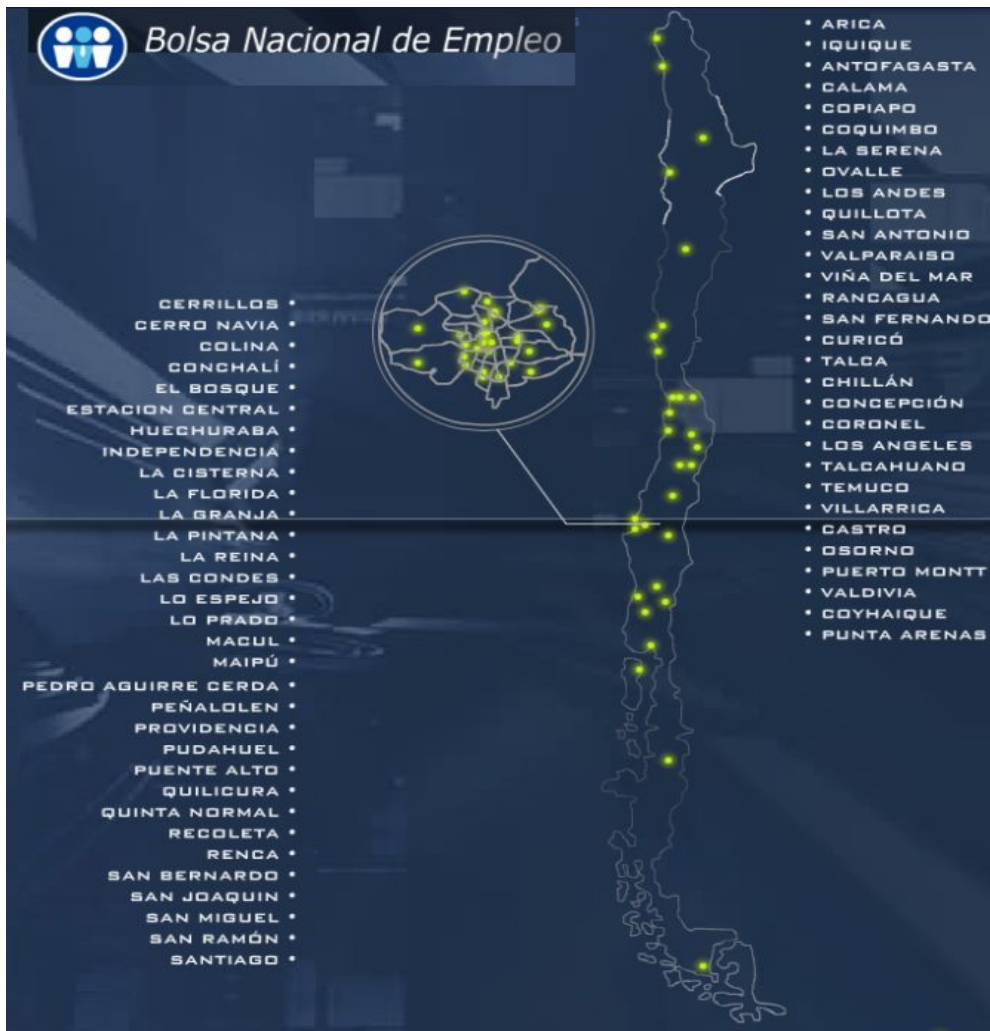 Bolsa Nacional de Empleo
• ARICA
• IQUIQUE
• ANTOFAGASTA
• CALAMA
• COPIAPO
• COQUIMBO
• LA SERENA
• OVALLE
• LOS ANDES
• QUILLOTA
• SAN ANTONIO
• VALPARAISO
• VIÑA DEL MAR
• RANCAGUA
• SAN FERNANDO
• CURICÓ
• TALCA
• CHILLÁN
• CONCEPCIÓN
• CORONEL
• LOS ANGELES
• TALCAHUANO
• TEMUCO
• VILLARRICA
• CASTRO
• OSORNO
• PUERTO MONTT
• VALDIVIA
• COYHAIQUE
• PUNTA ARENAS
CERRILLOS •
CERRO NAVIA •
COLINA •
CONCHALÍ •
EL BOSQUE •
ESTACION CENTRAL •
HUECHURABA •
INDEPENDENCIA •
LA CISTERNA •
LA FLORIDA •
LA GRANJA •
LA PINTANA •
LA REINA •
LAS CONDES •
LO ESPEJO •
LO PRADO •
MACUL •
MAIPÚ •
PEDRO AGUIRRE CERDA •
PEÑALOLEN •
PROVIDENCIA •
PUDAHUEL •
PUENTE ALTO •
QUILICURA •
QUINTA NORMAL •
RECOLETA •
RENCA •
SAN BERNARDO •
SAN JOAQUIN •
SAN MIGUEL •
SAN RAMÓN •
SANTIAGO •